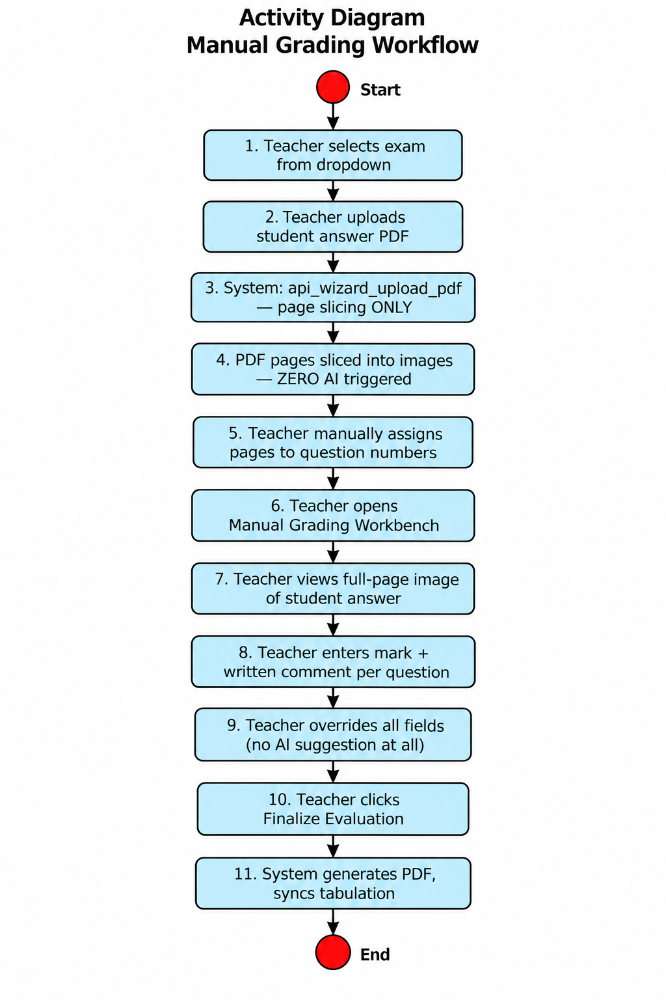 Activity Diagram
Manual Grading Workflow
Start
1. Teacher selects exam
from dropdown
2. Teacher uploads
student answer PDF
3. System: api_wizard_upload_pdf
— page slicing ONLY
4. PDF pages sliced into images
— ZERO AI triggered
5. Teacher manually assigns
pages to question numbers
6. Teacher opens
Manual Grading Workbench
7. Teacher views full-page image
of student answer
8. Teacher enters mark +
written comment per question
9. Teacher overrides all fields
(no AI suggestion at all)
10. Teacher clicks
Finalize Evaluation
11. System generates PDF,
syncs tabulation
End